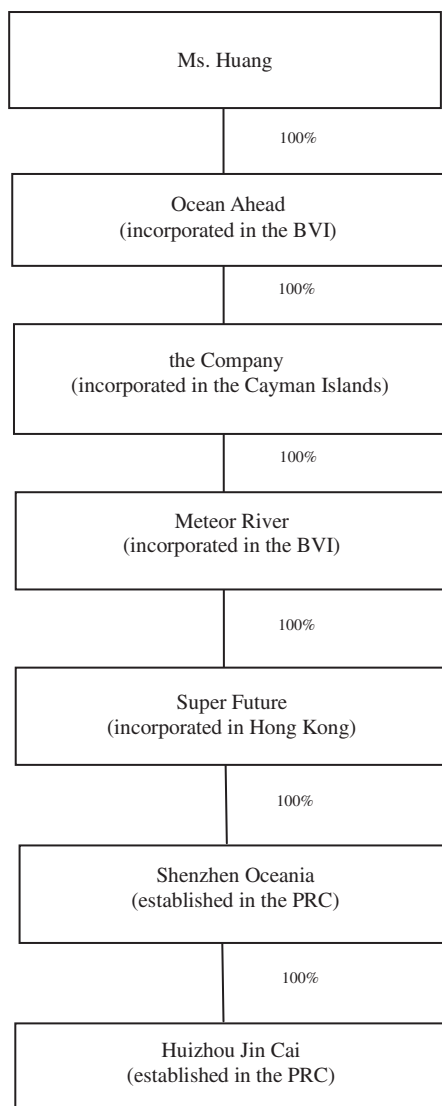 Ms. Huang
100%
Ocean Ahead
(incorporated in the BVI)
100%
the Company
(incorporated in the Cayman Islands)
100%
Meteor River
(incorporated in the BVI)
100%
Super Future
(incorporated in Hong Kong)
100%
Shenzhen Oceania
(established in the PRC)
100%
Huizhou Jin Cai
(established in the PRC)